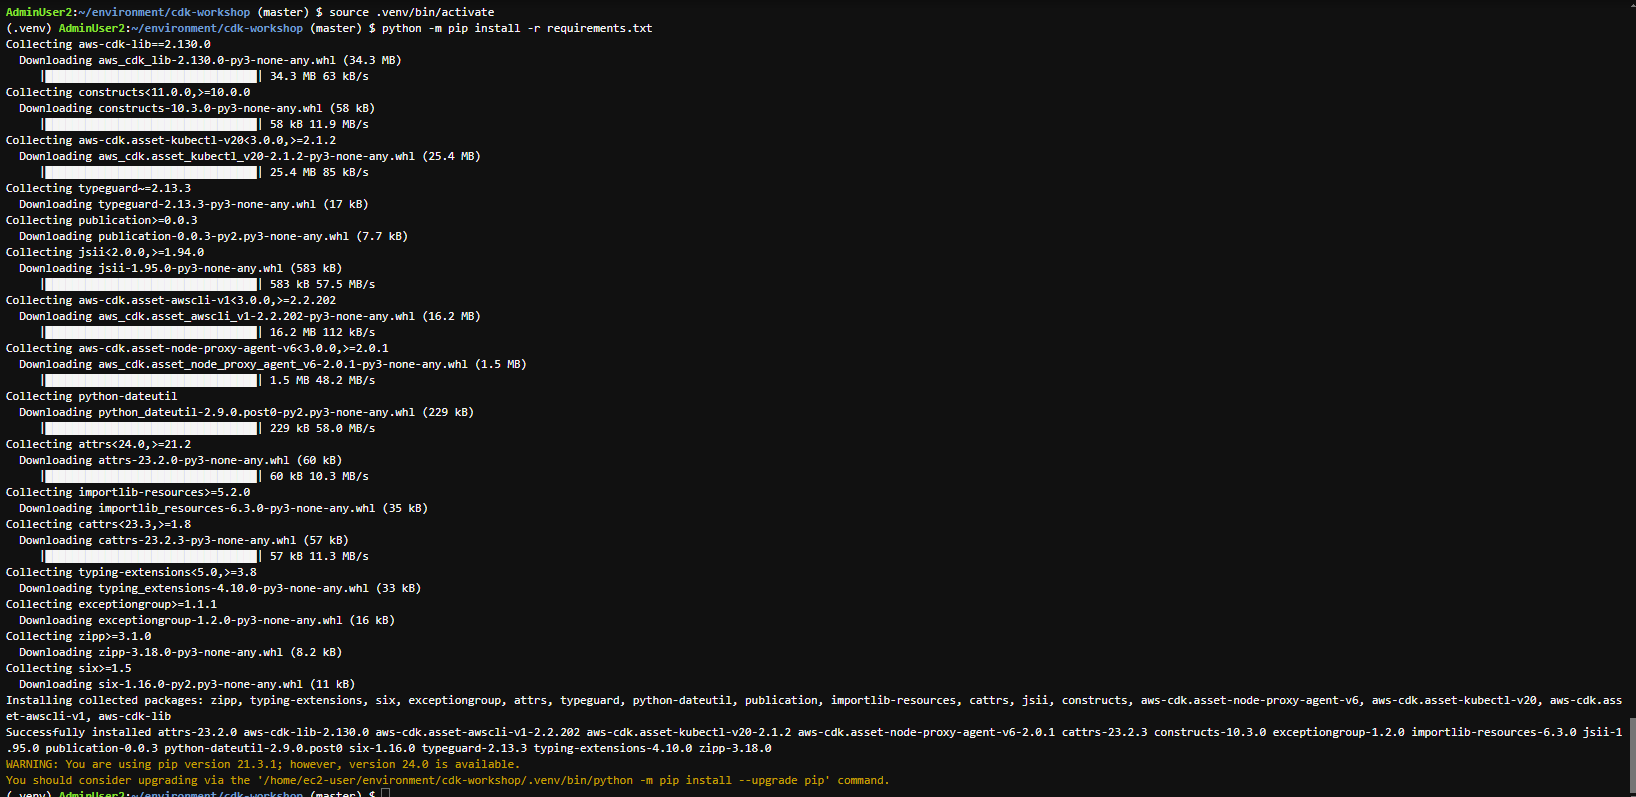 AdminUser2:~/environment/cdk-workshop (master) $ source .venv/bin/activate
(.venv) AdminUser2:~/environment/cdk-workshop (master) $ python -m pip install -r requirements.txt
Collecting aws-cdk-lib==2.130.0
Downloading aws_cdk_lib-2.130.0-py3-none-any.whl (34.3 MB)
|████████████████████████████████| 34.3 MB 63 kB/s
Collecting constructs<11.0.0,>=10.0.0
Downloading constructs-10.3.0-py3-none-any.whl (58 kB)
|████████████████████████████████| 58 kB 11.9 MB/s
Collecting aws-cdk.asset-kubectl-v20<3.0.0,>=2.1.2
Downloading aws_cdk.asset_kubectl_v20-2.1.2-py3-none-any.whl (25.4 MB)
|████████████████████████████████| 25.4 MB 85 kB/s
Collecting typeguard~=2.13.3
Downloading typeguard-2.13.3-py3-none-any.whl (17 kB)
Collecting publication>=0.0.3
Downloading publication-0.0.3-py2.py3-none-any.whl (7.7 kB)
Collecting jsii<2.0.0,>=1.94.0
Downloading jsii-1.95.0-py3-none-any.whl (583 kB)
|████████████████████████████████| 583 kB 57.5 MB/s
Collecting aws-cdk.asset-awscli-v1<3.0.0,>=2.2.202
Downloading aws_cdk.asset_awscli_v1-2.2.202-py3-none-any.whl (16.2 MB)
|████████████████████████████████| 16.2 MB 112 kB/s
Collecting aws-cdk.asset-node-proxy-agent-v6<3.0.0,>=2.0.1
Downloading aws_cdk.asset_node_proxy_agent_v6-2.0.1-py3-none-any.whl (1.5 MB)
|████████████████████████████████| 1.5 MB 48.2 MB/s
Collecting python-dateutil
Downloading python_dateutil-2.9.0.post0-py2.py3-none-any.whl (229 kB)
|████████████████████████████████| 229 kB 58.0 MB/s
Collecting attrs<24.0,>=21.2
Downloading attrs-23.2.0-py3-none-any.whl (60 kB)
|████████████████████████████████| 60 kB 10.3 MB/s
Collecting importlib-resources>=5.2.0
Downloading importlib_resources-6.3.0-py3-none-any.whl (35 kB)
Collecting cattrs<23.3,>=1.8
Downloading cattrs-23.2.3-py3-none-any.whl (57 kB)
|████████████████████████████████| 57 kB 11.3 MB/s
Collecting typing-extensions<5.0,>=3.8
Downloading typing_extensions-4.10.0-py3-none-any.whl (33 kB)
Collecting exceptiongroup>=1.1.1
Downloading exceptiongroup-1.2.0-py3-none-any.whl (16 kB)
Collecting zipp>=3.1.0
Downloading zipp-3.18.0-py3-none-any.whl (8.2 kB)
Collecting six>=1.5
Downloading six-1.16.0-py2.py3-none-any.whl (11 kB)
Installing collected packages: zipp, typing-extensions, six, exceptiongroup, attrs, typeguard, python-dateutil, publication, importlib-resources, cattrs, jsii, constructs, aws-cdk.asset-node-proxy-agent-v6, aws-cdk.asset-kubectl-v20, aws-cdk.ass
et-awscli-v1, aws-cdk-lib
Successfully installed attrs-23.2.0 aws-cdk-lib-2.130.0 aws-cdk.asset-awscli-v1-2.2.202 aws-cdk.asset-kubectl-v20-2.1.2 aws-cdk.asset-node-proxy-agent-v6-2.0.1 cattrs-23.2.3 constructs-10.3.0 exceptiongroup-1.2.0 importlib-resources-6.3.0 jsii-1
.95.0 publication-0.0.3 python-dateutil-2.9.0.post0 six-1.16.0 typeguard-2.13.3 typing-extensions-4.10.0 zipp-3.18.0
WARNING: You are using pip version 21.3.1; however, version 24.0 is available.
You should consider upgrading via the '/home/ec2-user/environment/cdk-workshop/.venv/bin/python -m pip install --upgrade pip' command.
(.venv) AdminUser2:~/environment/cdk-workshop (master) $